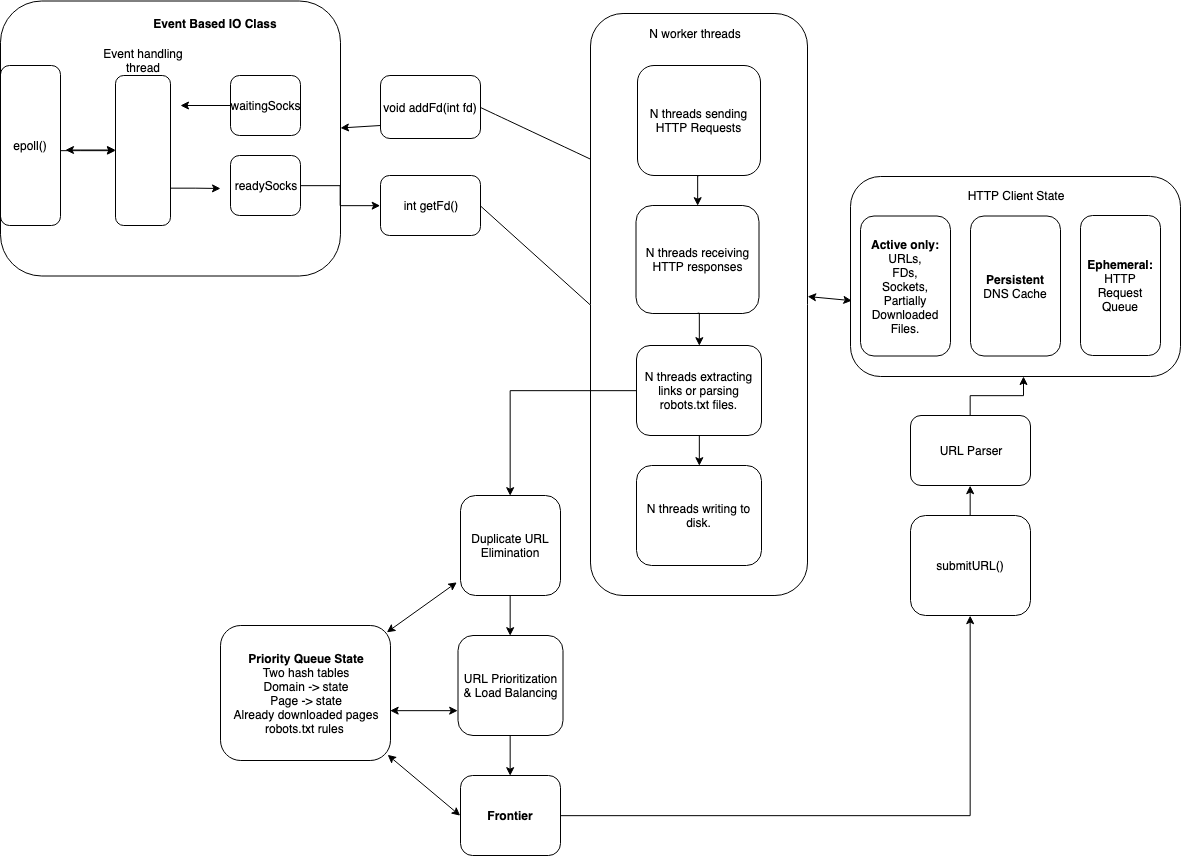 Event Based IO Class
Event handling
thread
epoll()
waitingSocks
readySocks
void addFd(int fd)
int getFd()
N worker threads
N threads sending
HTTP Requests
N threads receiving
HTTP responses
N threads extracting
links or parsing
robots.txt files.
N threads writing to
disk.
HTTP Client State
Active only:
URLs,
FDs,
Sockets,
Partially
Downloaded
Files.
Persistent
DNS Cache
Ephemeral:
HTTP
Request
Queue
URL Parser
submitURL()
Duplicate URL
Elimination
Priority Queue State
Two hash tables
Domain -> state
Page -> state
Already downloaded pages
robots.txt rules
URL Prioritization
& Load Balancing
Frontier